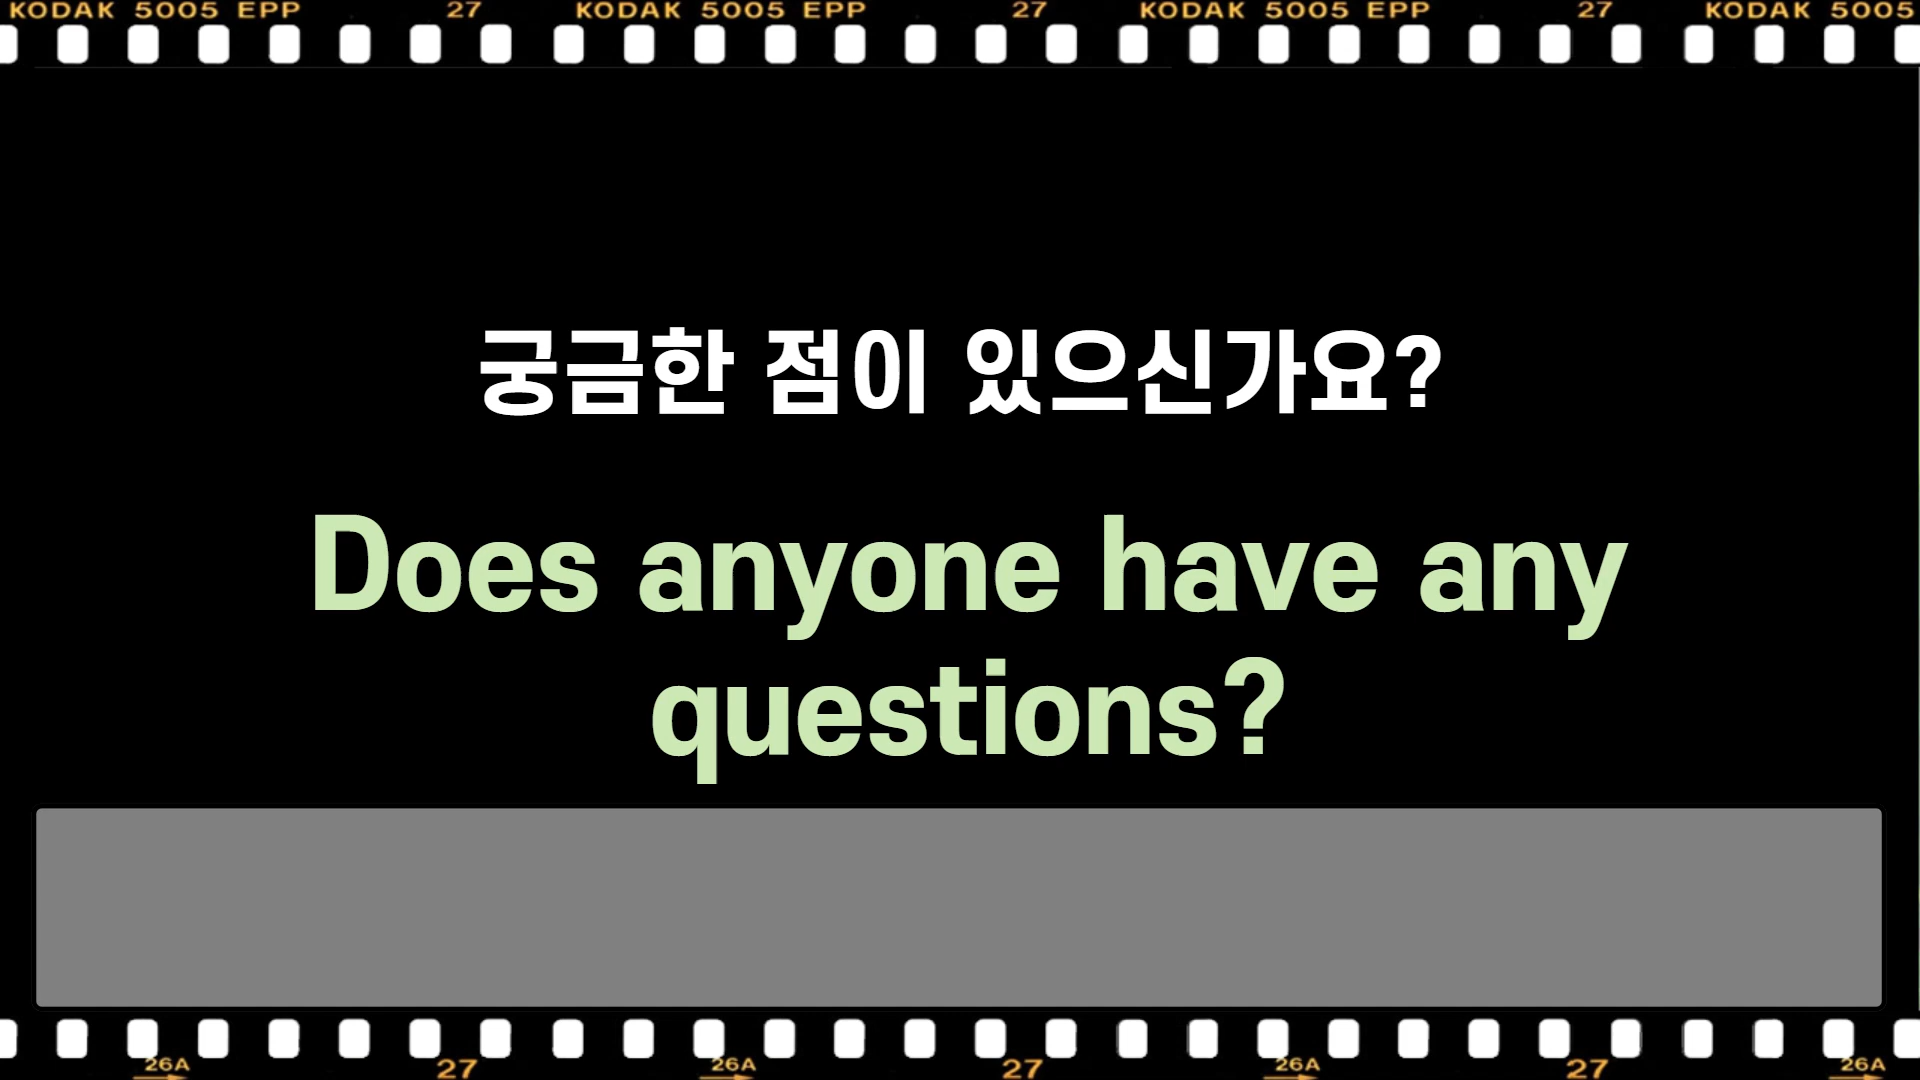 KODAK 5005 EPP 27 KODAK 5005 EPP 27 KODAK 5005 EPP 27 KODAK 5005
궁금한 점이 있으신가요?
Does anyone have any
questions?
26A 27 26A 27 26A 27 26A